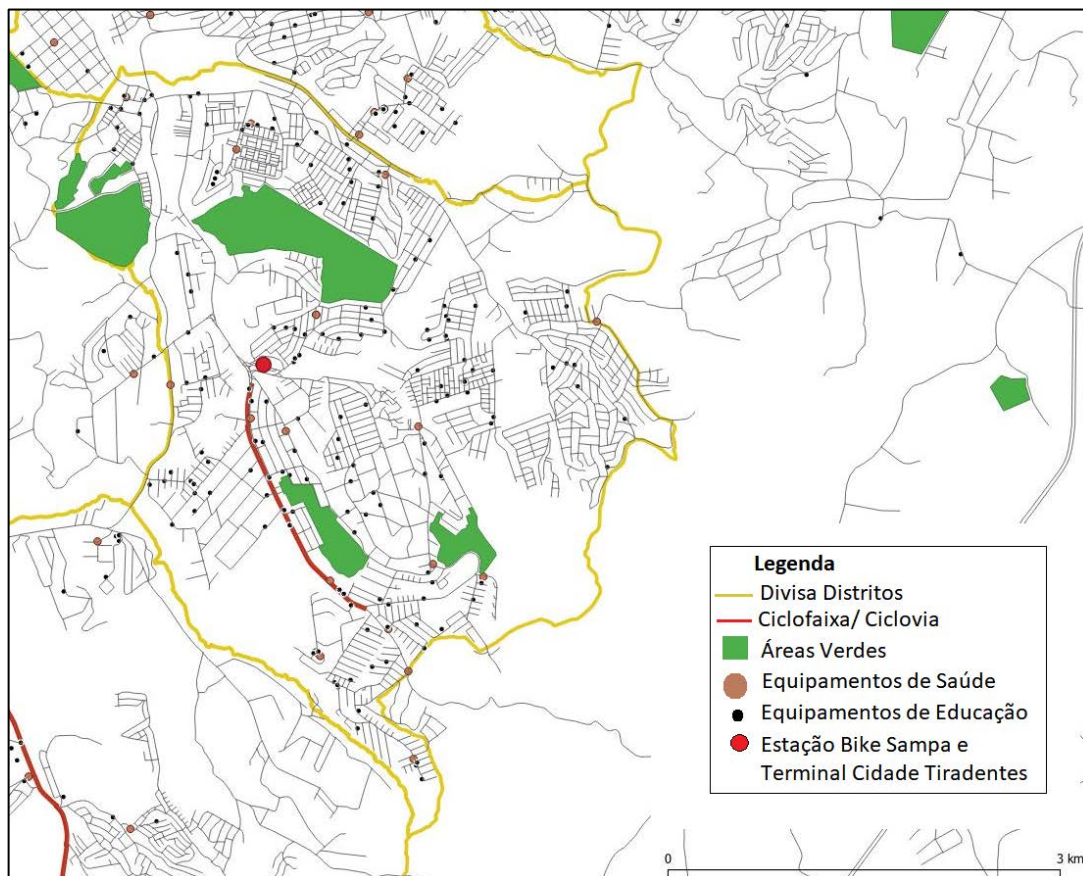 Legenda
Divisa Distritos
Ciclofaixa/ Ciclovia
Áreas Verdes
Equipamentos de Saúde
Equipamentos de Educação
Estação Bike Sampa e
Terminal Cidade Tiradentes
0 3 km